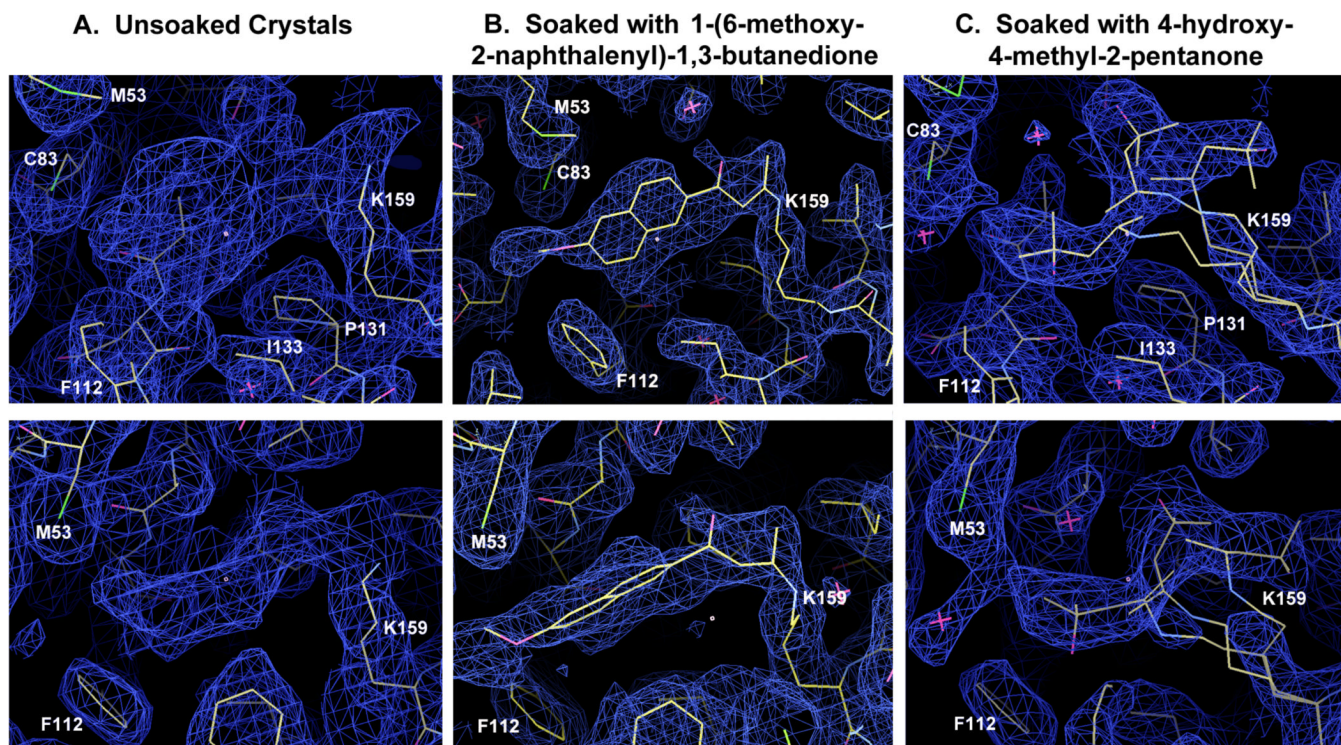 A. Unsoaked Crystals
B. Soaked with 1-(6-methoxy-
2-naphthalenyl)-1,3-butanedione
C. Soaked with 4-hydroxy-
4-methyl-2-pentanone
M53
C83
K159
P131
I133
F112
M53
C83
K159
F112
C83
K159
P131
I133
F112
M53
K159
F112
M53
K159
F112
M53
K159
F112